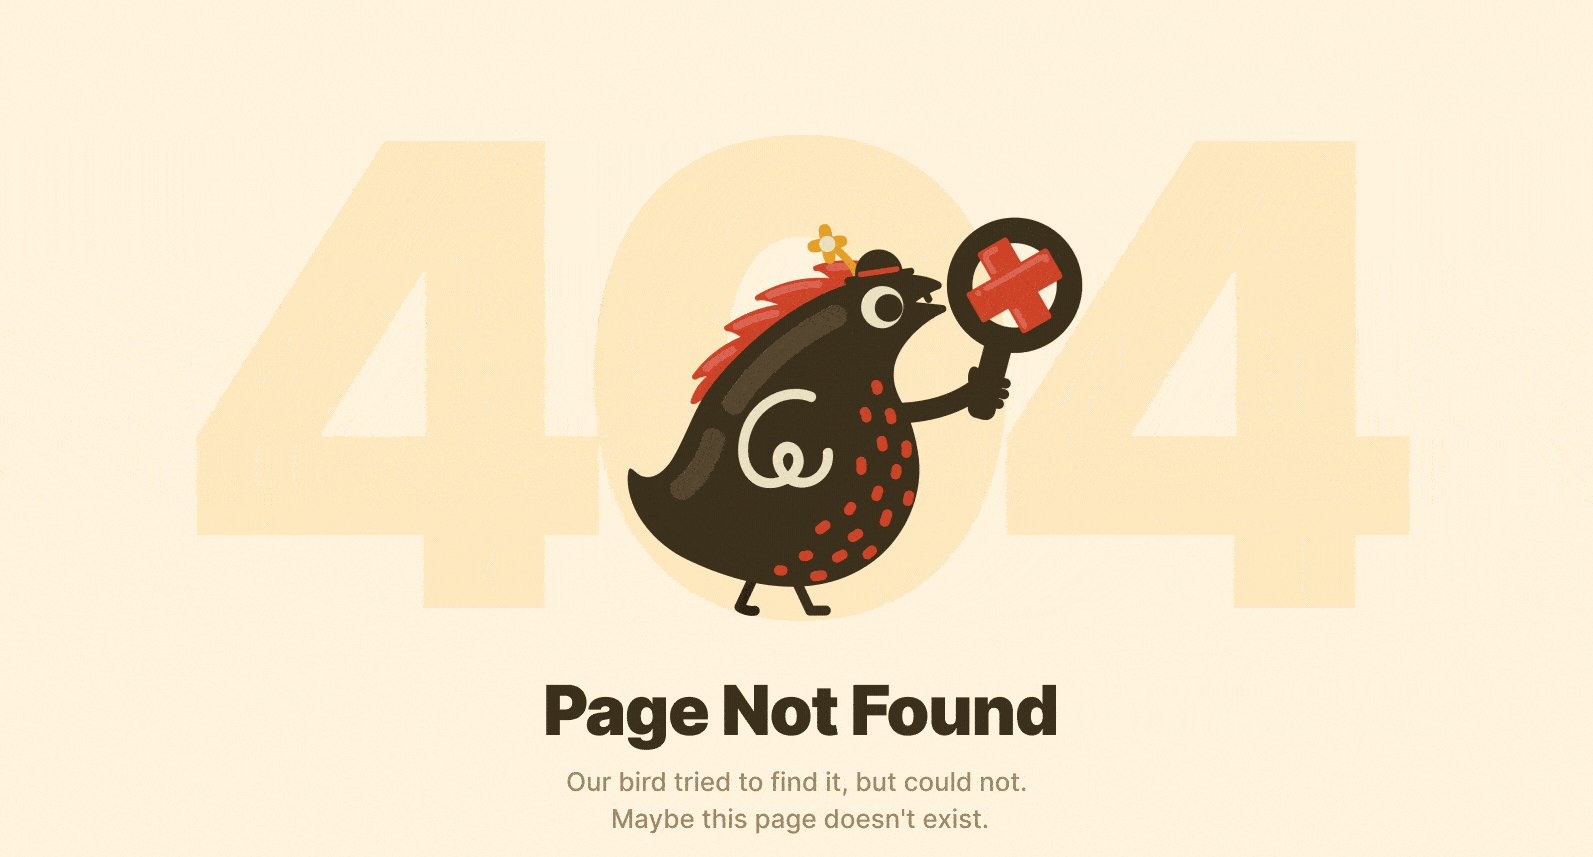 404
Page Not Found
Our bird tried to find it, but could not.
Maybe this page doesn't exist.